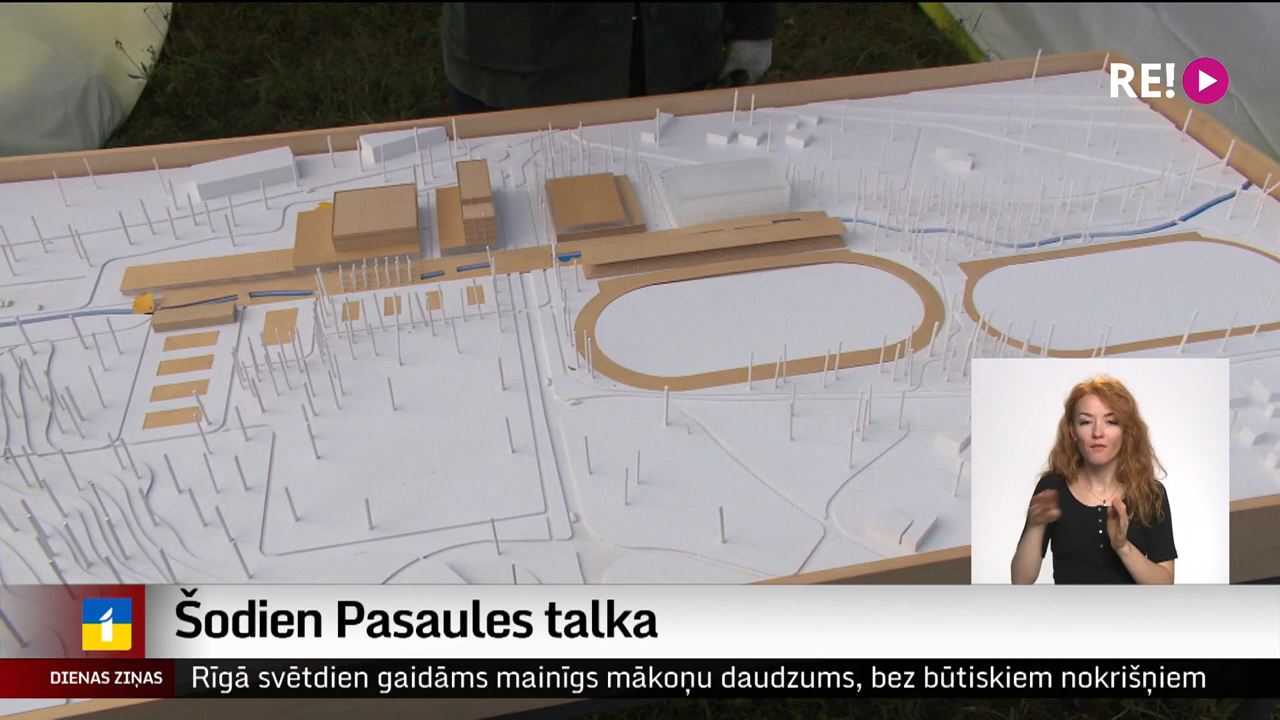 RE!
1
Šodien Pasaules talka
DIENAS ZIŅAS
Rīgā svētdien gaidāms mainīgs mākoņu daudzums, bez būtiskiem nokrišņiem